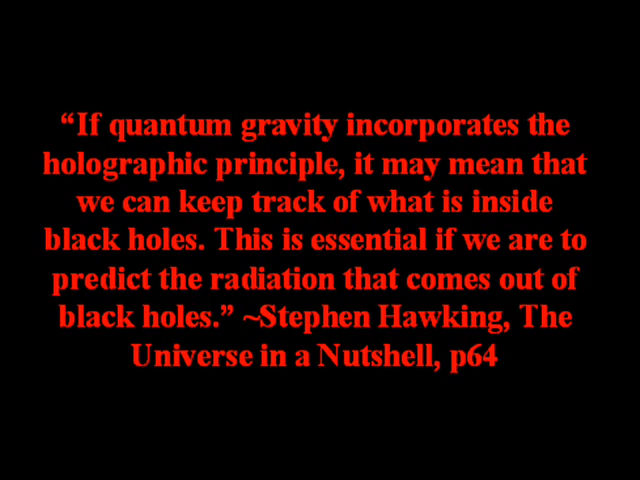 “If quantum gravity incorporates the
holographic principle, it may mean that
we can keep track of what is inside
black holes. This is essential if we are to
predict the radiation that comes out of
black holes.” ~Stephen Hawking, The
Universe in a Nutshell, p64